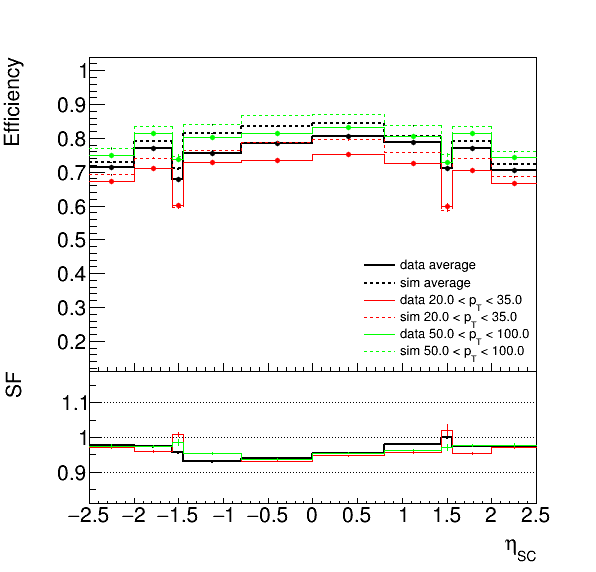 Efficiency
1
0.9
0.8
0.7
0.6
0.5
0.4
0.3
0.2
data average
sim average
data 20.0 < p_T < 35.0
sim 20.0 < p_T < 35.0
data 50.0 < p_T < 100.0
sim 50.0 < p_T < 100.0
SF
1.1
1
0.9
−2.5 −2 −1.5 −1 −0.5 0 0.5 1 1.5 2 2.5
η_SC